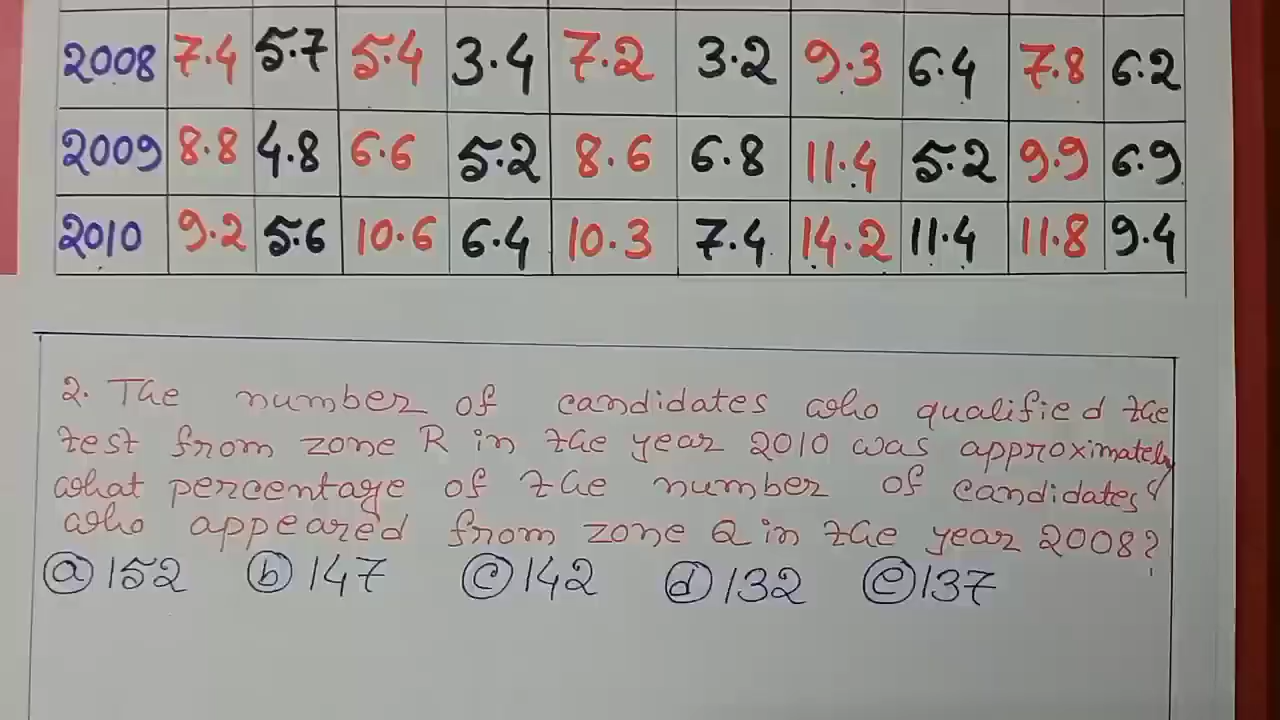 2008 7.4 5.7 5.4 3.4 7.2 3.2 9.3 6.4 7.8 6.2
2009 8.8 4.8 6.6 5.2 8.6 6.8 11.4 5.2 9.9 6.9
2010 9.2 5.6 10.6 6.4 10.3 7.4 14.2 11.4 11.8 9.4
2. The number of candidates who qualified the
test from zone R in the year 2010 was approximately
what percentage of the number of candidates
who appeared from zone Q in the year 2008?
(a) 152 (b) 147 (c) 142 (d) 132 (e) 137